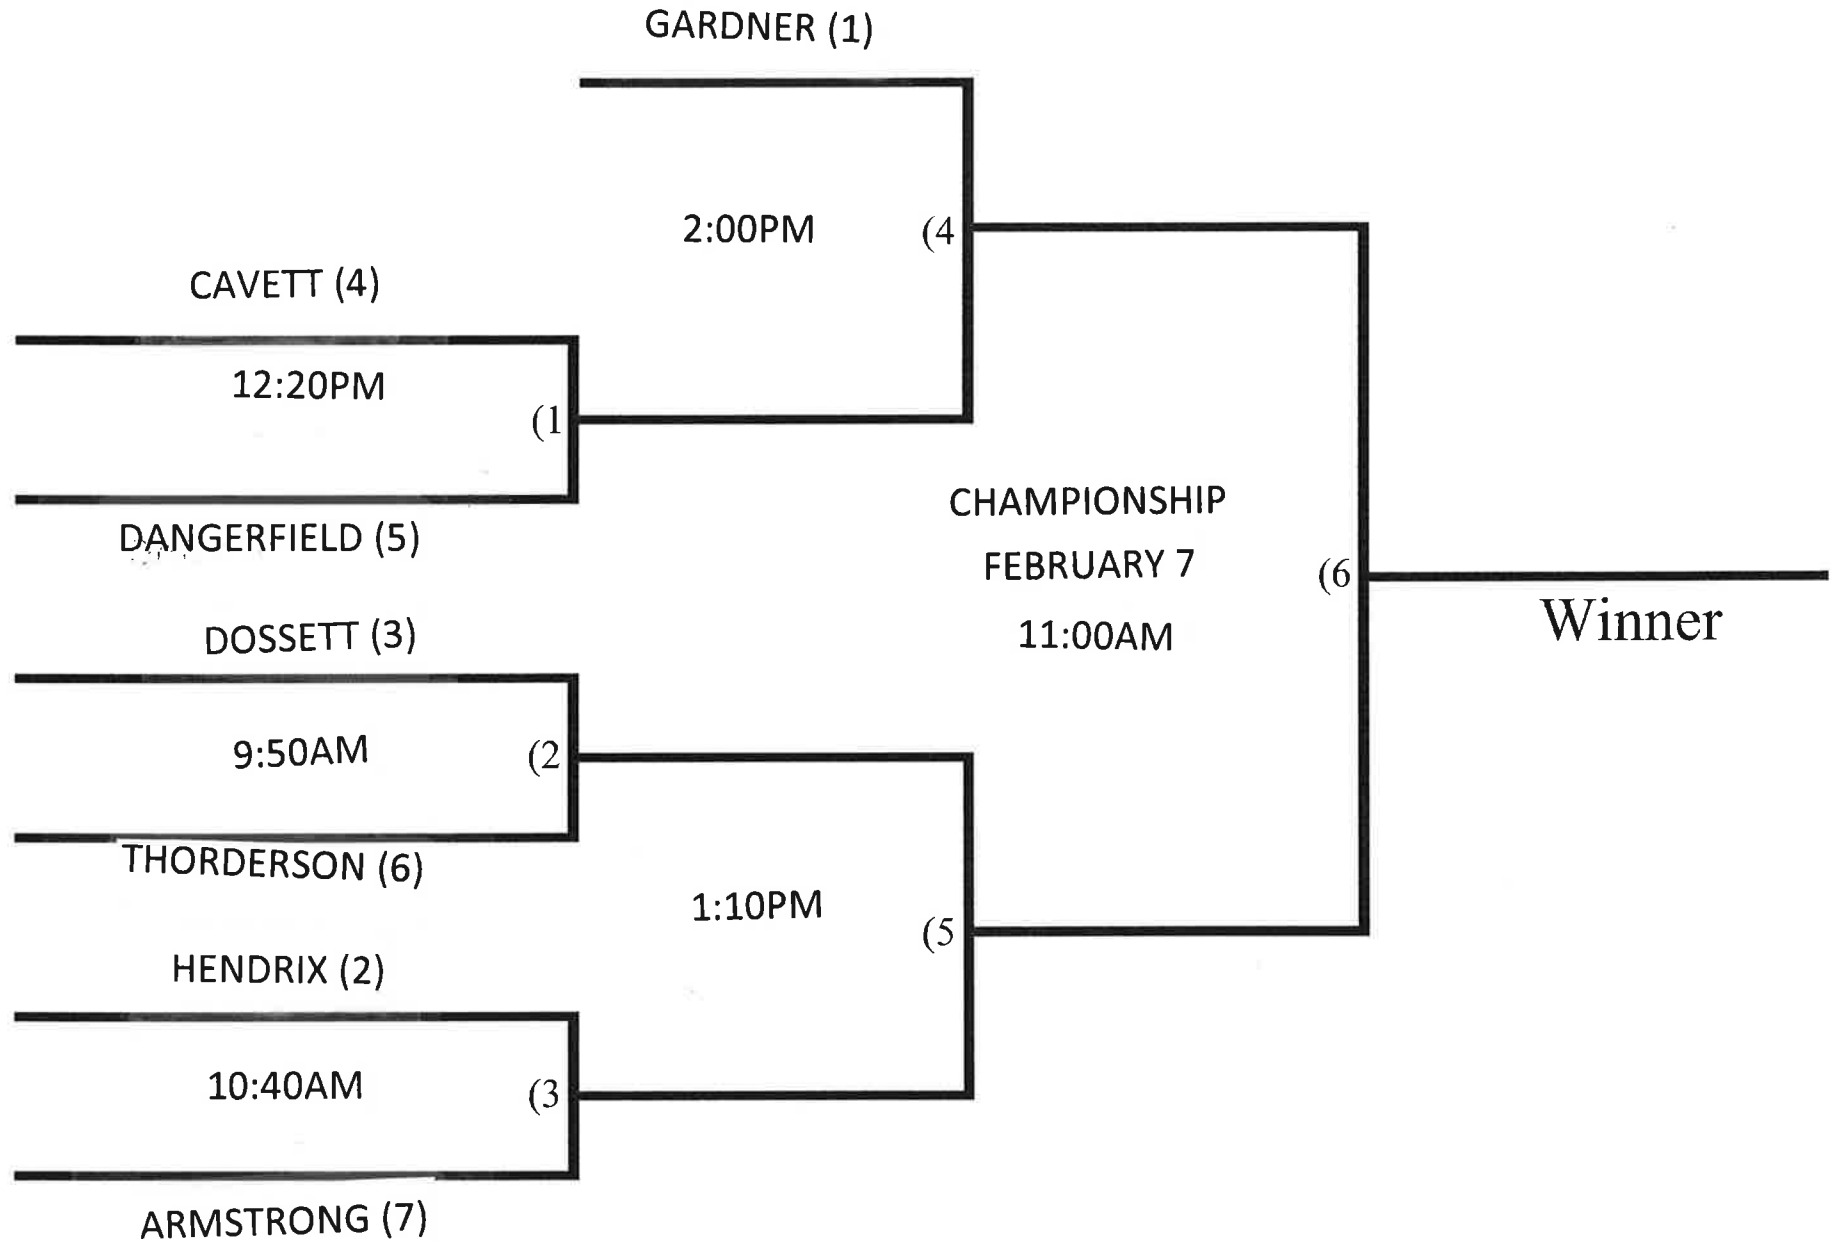 GARDNER (1)
2:00PM
(4
CAVETT (4)
12:20PM
(1
DANGERFIELD (5)
CHAMPIONSHIP
FEBRUARY 7
11:00AM
(6
Winner
DOSSETT (3)
9:50AM
(2
THORDERSON (6)
1:10PM
(5
HENDRIX (2)
10:40AM
(3
ARMSTRONG (7)